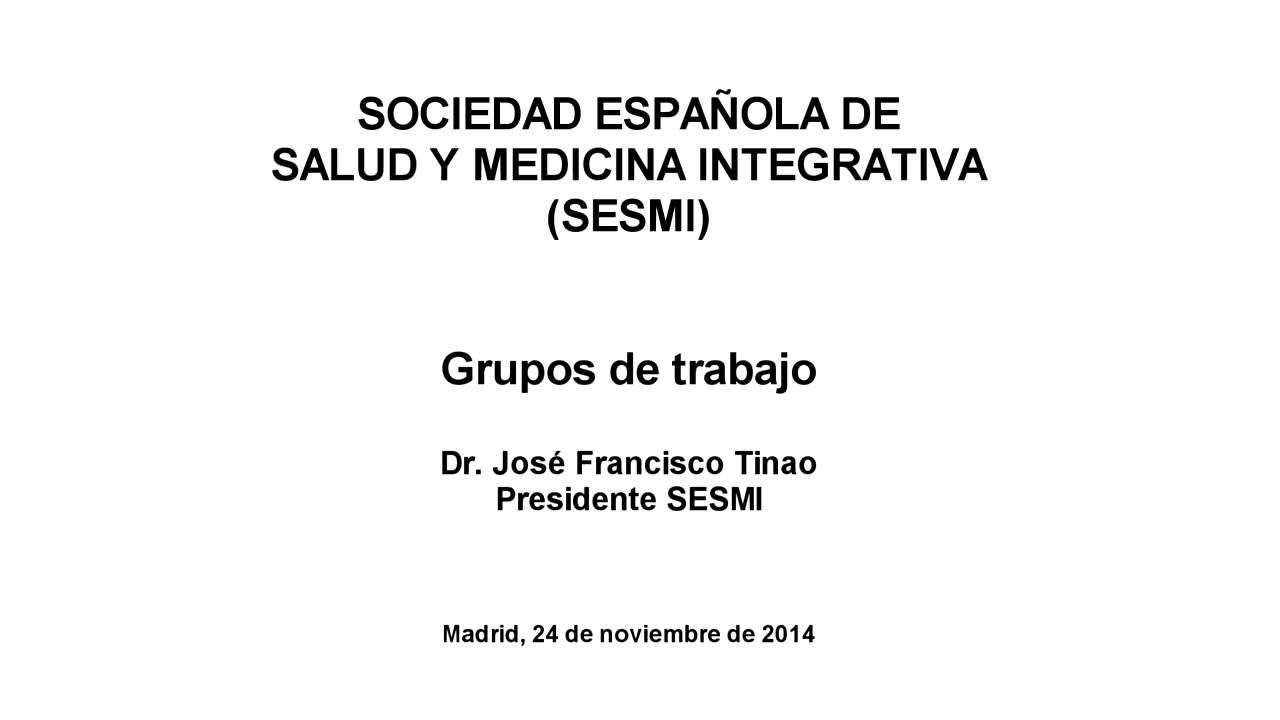 SOCIEDAD ESPAÑOLA DE
SALUD Y MEDICINA INTEGRATIVA
(SESMI)
Grupos de trabajo
Dr. José Francisco Tinao
Presidente SESMI
Madrid, 24 de noviembre de 2014